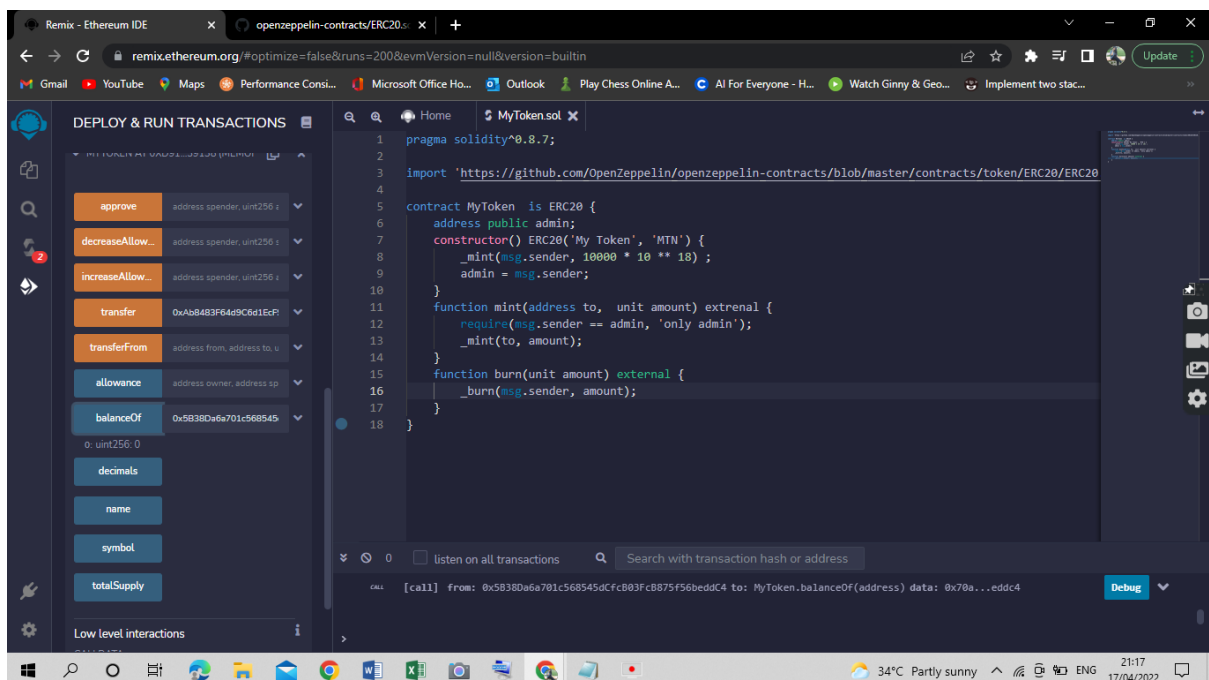 Remix - Ethereum IDE
openzeppelin-contracts/ERC20.s
remix.ethereum.org/#optimize=false&runs=200&evmVersion=null&version=builtin
Update
Gmail YouTube Maps Performance Consi... Microsoft Office Ho... Outlook Play Chess Online A... AI For Everyone - H... Watch Ginny & Geo... Implement two stac...
DEPLOY & RUN TRANSACTIONS
approve address spender, uint256
decreaseAllow... address spender, uint256
increaseAllow... address spender, uint256
transfer 0xAb8483F64d9C6d1EcF
transferFrom address from, address to, u
allowance address owner, address sp
balanceOf 0x5B38Da6a701c568545
0: uint256: 0
decimals
name
symbol
totalSupply
Low level interactions
2
Home MyToken.sol
1 pragma solidity^0.8.7;
2
3 import 'https://github.com/OpenZeppelin/openzeppelin-contracts/blob/master/contracts/token/ERC20/ERC20
4
5 contract MyToken is ERC20 {
6 address public admin;
7 constructor() ERC20('My Token', 'MTN') {
8 _mint(msg.sender, 10000 * 10 ** 18) ;
9 admin = msg.sender;
10 }
11 function mint(address to, unit amount) extrenal {
12 require(msg.sender == admin, 'only admin');
13 _mint(to, amount);
14 }
15 function burn(unit amount) external {
16 _burn(msg.sender, amount);
17 }
18 }
0 listen on all transactions Search with transaction hash or address
CALL [call] from: 0x5B38Da6a701c568545dCfcB03FcB875f56beddC4 to: MyToken.balanceOf(address) data: 0x70a...eddc4 Debug
>
34°C Partly sunny ENG 21:17
17/04/2022